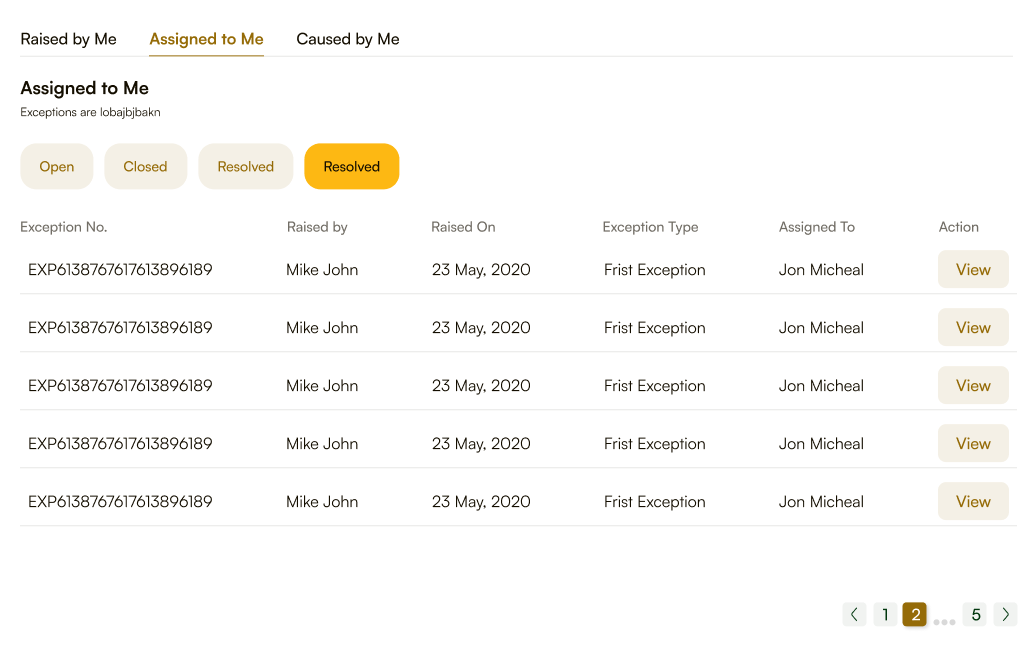 Raised by Me Assigned to Me Caused by Me
Assigned to Me
Exceptions are lobajbjbakn
Open Closed Resolved Resolved
Exception No. Raised by Raised On Exception Type Assigned To Action
EXP6138767617613896189 Mike John 23 May, 2020 Frist Exception Jon Micheal View
EXP6138767617613896189 Mike John 23 May, 2020 Frist Exception Jon Micheal View
EXP6138767617613896189 Mike John 23 May, 2020 Frist Exception Jon Micheal View
EXP6138767617613896189 Mike John 23 May, 2020 Frist Exception Jon Micheal View
EXP6138767617613896189 Mike John 23 May, 2020 Frist Exception Jon Micheal View
1 2 ... 5